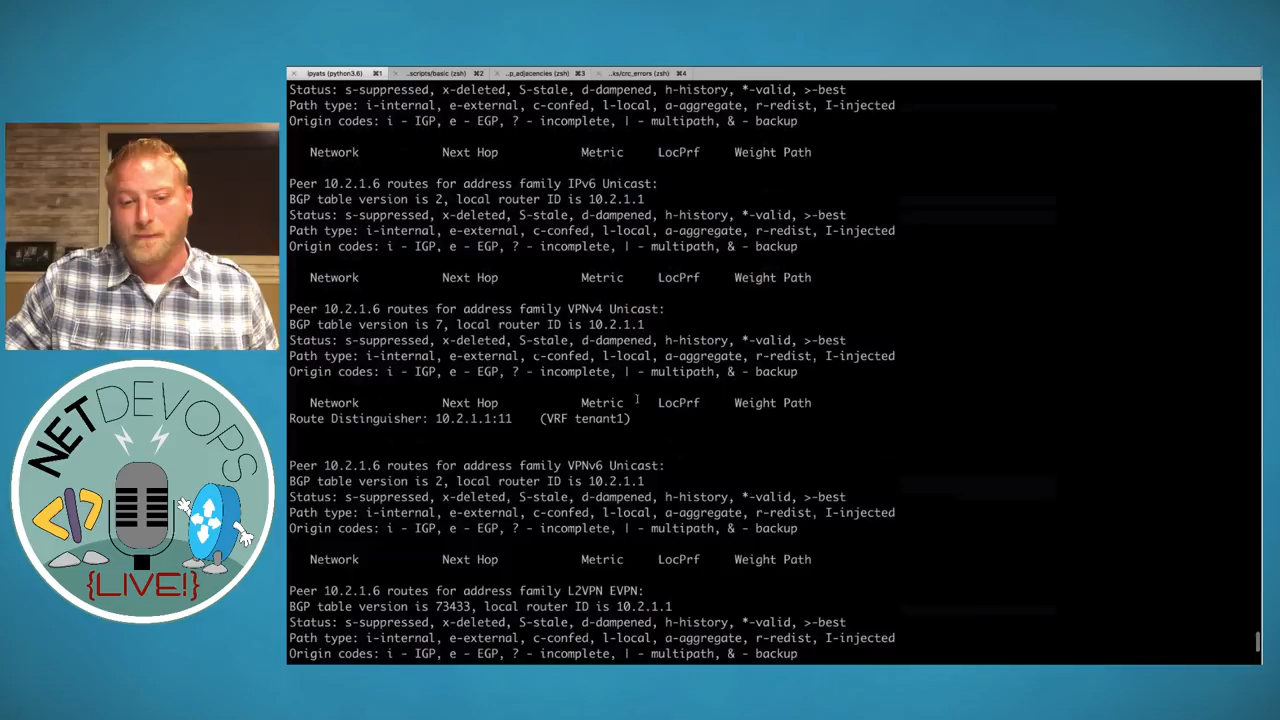 ipyats (python3.6) ⌘1 ..scripts/basic (zsh) ⌘2 ..p_adjacencies (zsh) ⌘3 ..ks/crc_errors (zsh) ⌘4
Status: s-suppressed, x-deleted, S-stale, d-dampened, h-history, *-valid, >-best
Path type: i-internal, e-external, c-confed, l-local, a-aggregate, r-redist, I-injected
Origin codes: i - IGP, e - EGP, ? - incomplete, | - multipath, & - backup
Network Next Hop Metric LocPrf Weight Path
Peer 10.2.1.6 routes for address family IPv6 Unicast:
BGP table version is 2, local router ID is 10.2.1.1
Status: s-suppressed, x-deleted, S-stale, d-dampened, h-history, *-valid, >-best
Path type: i-internal, e-external, c-confed, l-local, a-aggregate, r-redist, I-injected
Origin codes: i - IGP, e - EGP, ? - incomplete, | - multipath, & - backup
Network Next Hop Metric LocPrf Weight Path
Peer 10.2.1.6 routes for address family VPNv4 Unicast:
BGP table version is 7, local router ID is 10.2.1.1
Status: s-suppressed, x-deleted, S-stale, d-dampened, h-history, *-valid, >-best
Path type: i-internal, e-external, c-confed, l-local, a-aggregate, r-redist, I-injected
Origin codes: i - IGP, e - EGP, ? - incomplete, | - multipath, & - backup
Network Next Hop Metric LocPrf Weight Path
Route Distinguisher: 10.2.1.1:11 (VRF tenant1)
Peer 10.2.1.6 routes for address family VPNv6 Unicast:
BGP table version is 2, local router ID is 10.2.1.1
Status: s-suppressed, x-deleted, S-stale, d-dampened, h-history, *-valid, >-best
Path type: i-internal, e-external, c-confed, l-local, a-aggregate, r-redist, I-injected
Origin codes: i - IGP, e - EGP, ? - incomplete, | - multipath, & - backup
Network Next Hop Metric LocPrf Weight Path
Peer 10.2.1.6 routes for address family L2VPN EVPN:
BGP table version is 73433, local router ID is 10.2.1.1
Status: s-suppressed, x-deleted, S-stale, d-dampened, h-history, *-valid, >-best
Path type: i-internal, e-external, c-confed, l-local, a-aggregate, r-redist, I-injected
Origin codes: i - IGP, e - EGP, ? - incomplete, | - multipath, & - backup
NETDEVOPS
</>
{LIVE!}